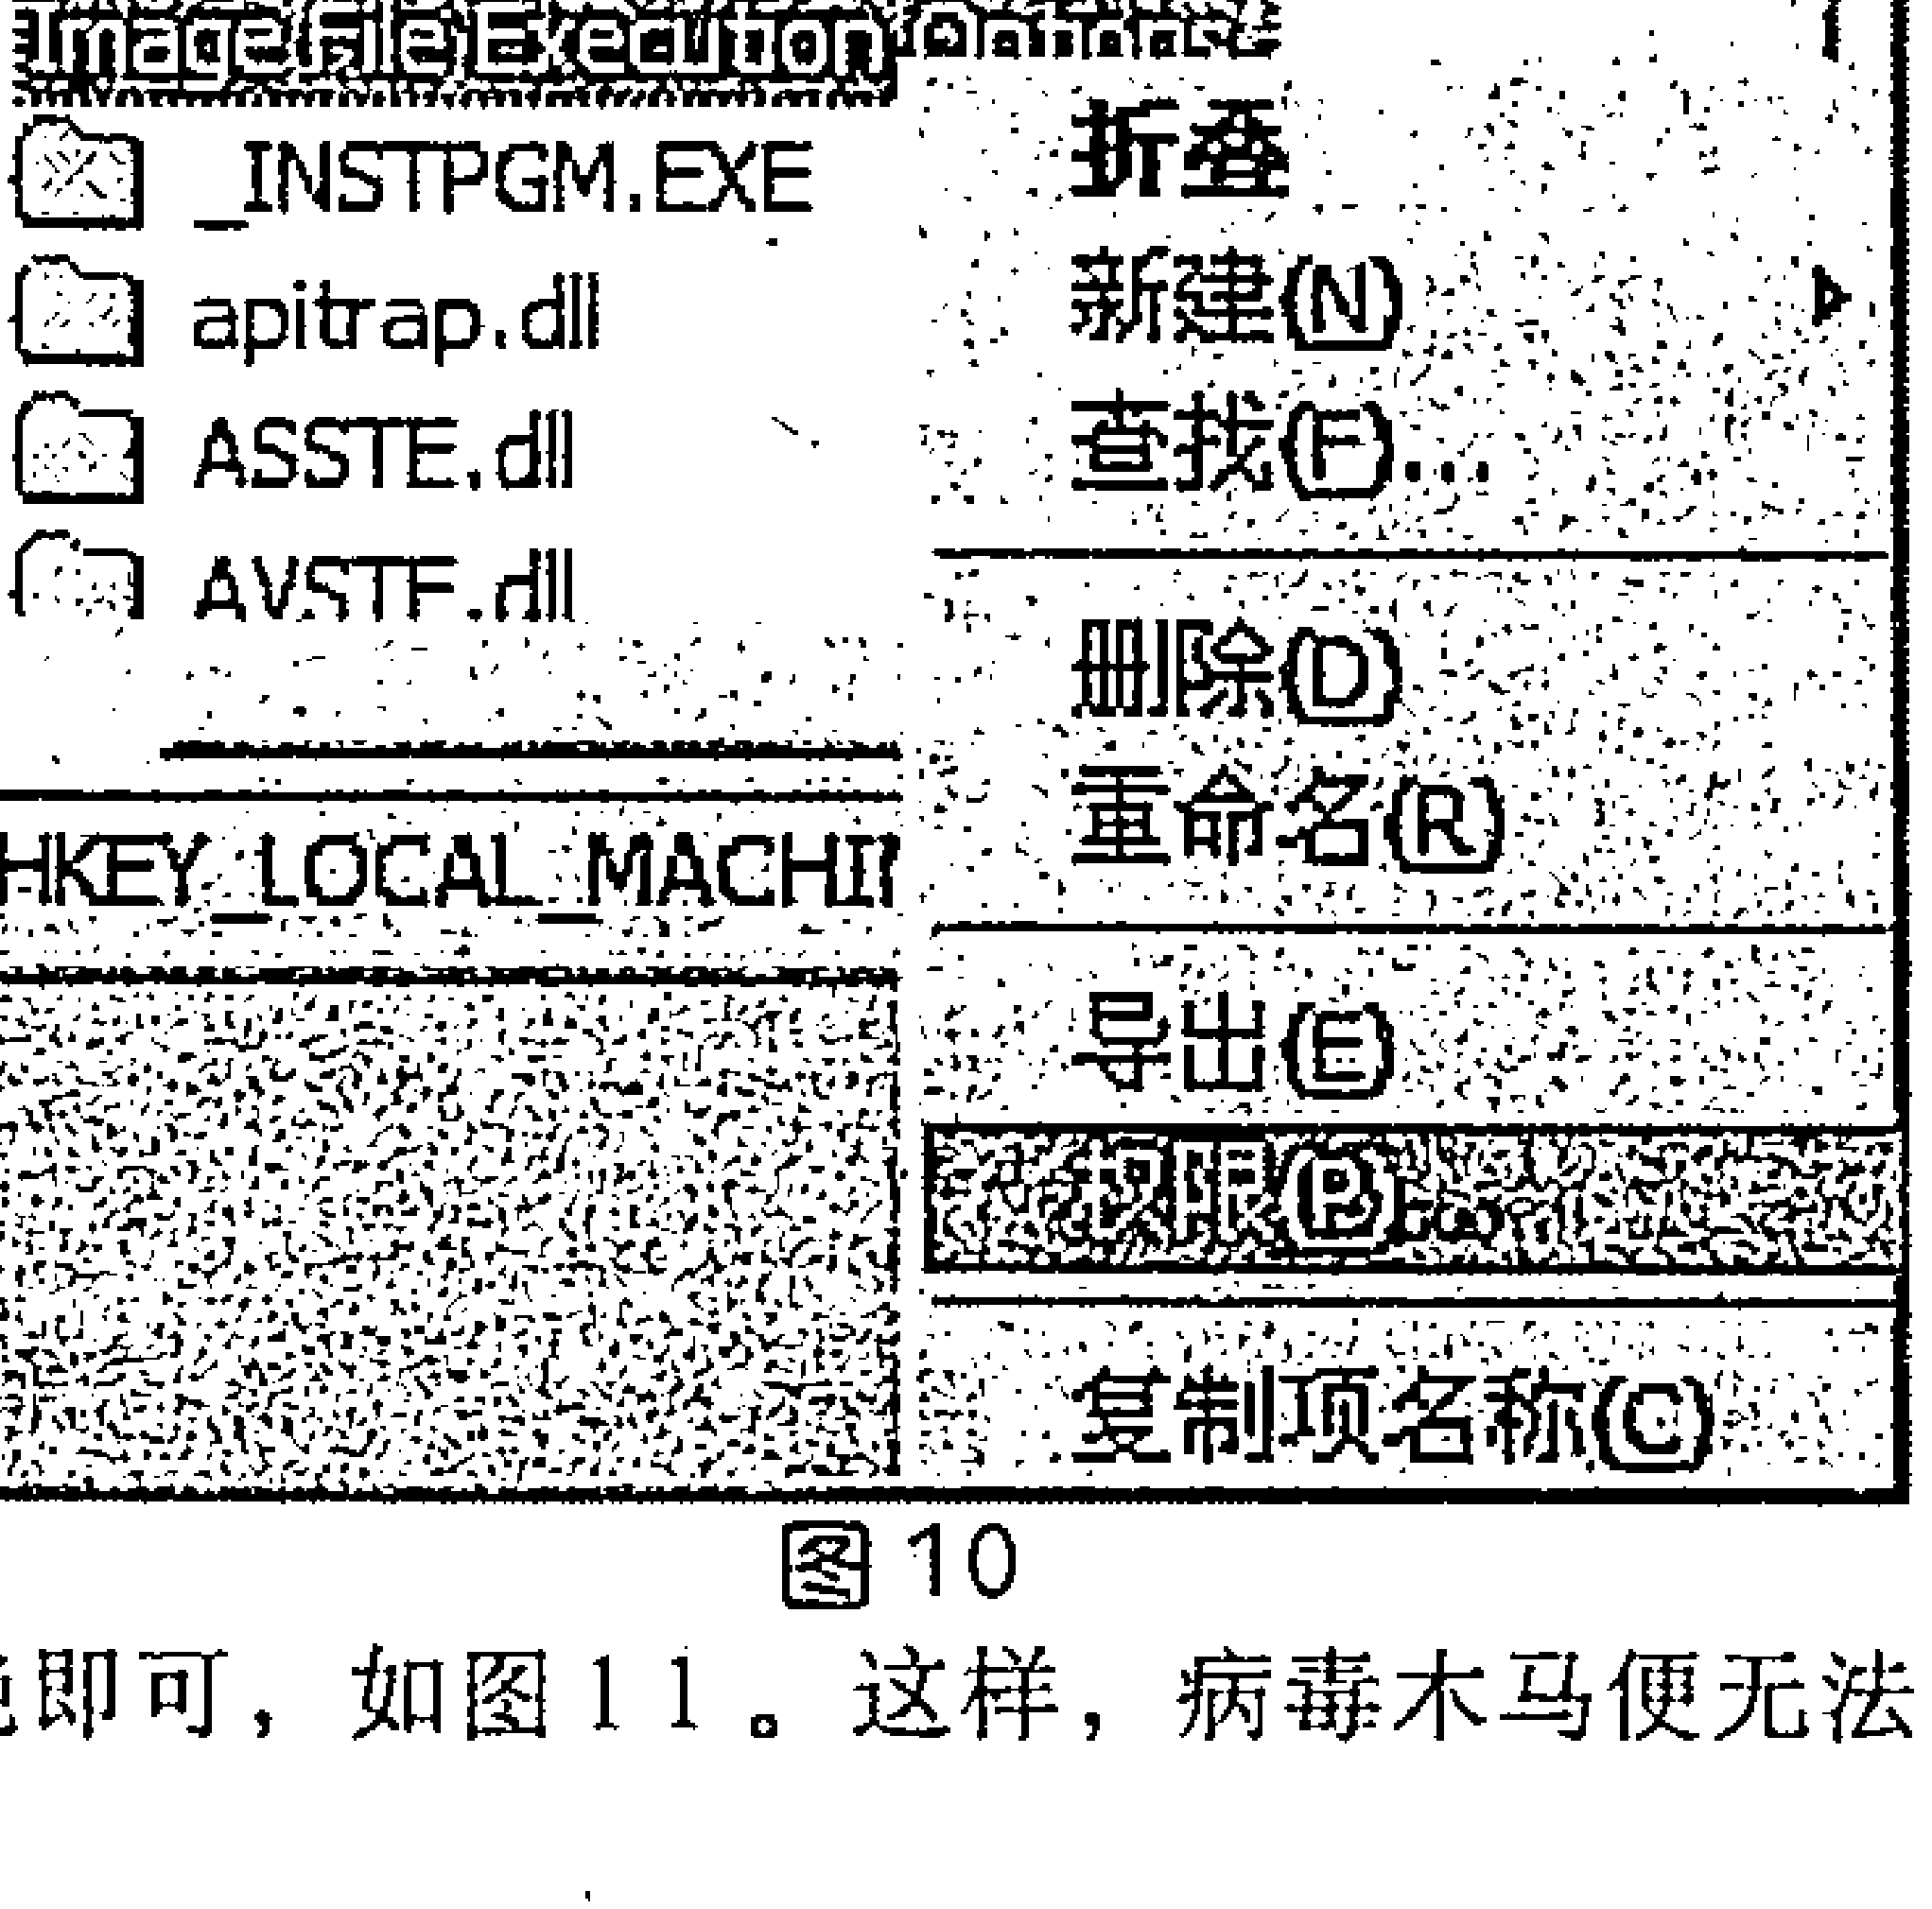 Image File Execution Options
_INSTPGM.EXE
apitrap.dll
ASSTE.dll
AVSTE.dll
HKEY_LOCAL_MACHI
折叠
新建(N)
查找(F)...
删除(D)
重命名(R)
导出(E)
权限(P)...
复制项名称(C)
图 10
即可，如图11。这样，病毒木马便无法